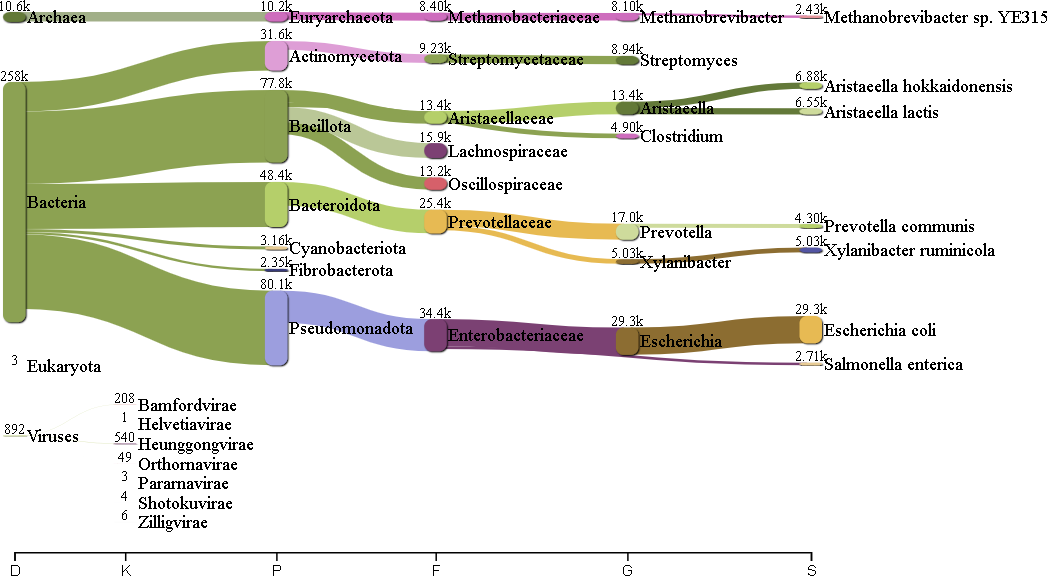 10.6k Archaea 10.2k Euryarchaeota 8.40k Methanobacteriaceae 8.10k Methanobrevibacter 2.43k Methanobrevibacter sp. YE315
31.6k Actinomycetota 9.23k Streptomycetaceae 8.94k Streptomyces
258k Bacteria
77.8k Bacillota
13.4k Aristaeellaceae 13.4k Aristaeella 6.88k Aristaeella hokkaidonensis
6.55k Aristaeella lactis
4.90k Clostridium
15.9k Lachnospiraceae
13.2k Oscillospiraceae
48.4k Bacteroidota 25.4k Prevotellaceae 17.0k Prevotella 4.30k Prevotella communis
5.03k Xylanibacter 5.03k Xylanibacter ruminicola
3.16k Cyanobacteriota
2.35k Fibrobacterota
80.1k Pseudomonadota 34.4k Enterobacteriaceae 29.3k Escherichia 29.3k Escherichia coli
2.71k Salmonella enterica
3 Eukaryota
892 Viruses
208 Bamfordvirae
1 Helvetiavirae
540 Heunggongvirae
49 Orthornavirae
3 Pararnavirae
4 Shotokuvirae
6 Zilligvirae
D K P F G S